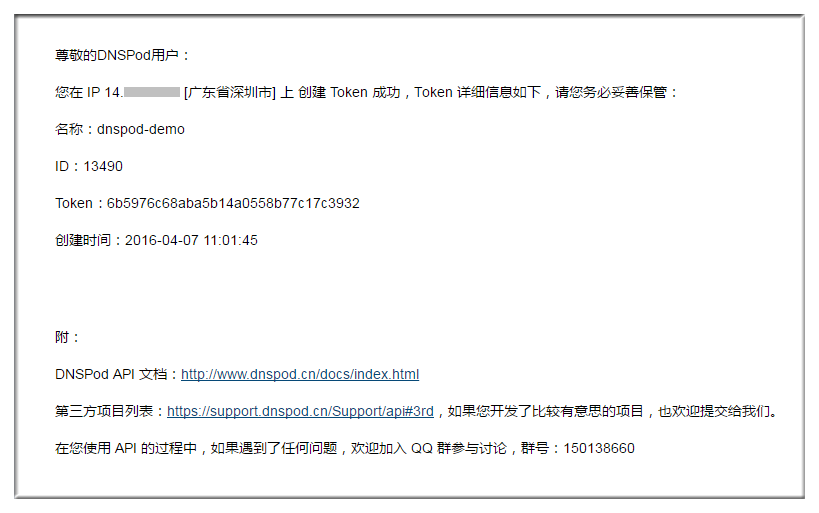 尊敬的DNSPod用户：
您在 IP 14. [广东省深圳市] 上 创建 Token 成功，Token 详细信息如下，请您务必妥善保管：
名称：dnspod-demo
ID：13490
Token：6b5976c68aba5b14a0558b77c17c3932
创建时间：2016-04-07 11:01:45
附：
DNSPod API 文档：http://www.dnspod.cn/docs/index.html
第三方项目列表：https://support.dnspod.cn/Support/api#3rd，如果您开发了比较有意思的项目，也欢迎提交给我们。
在您使用 API 的过程中，如果遇到了任何问题，欢迎加入 QQ 群参与讨论，群号：150138660